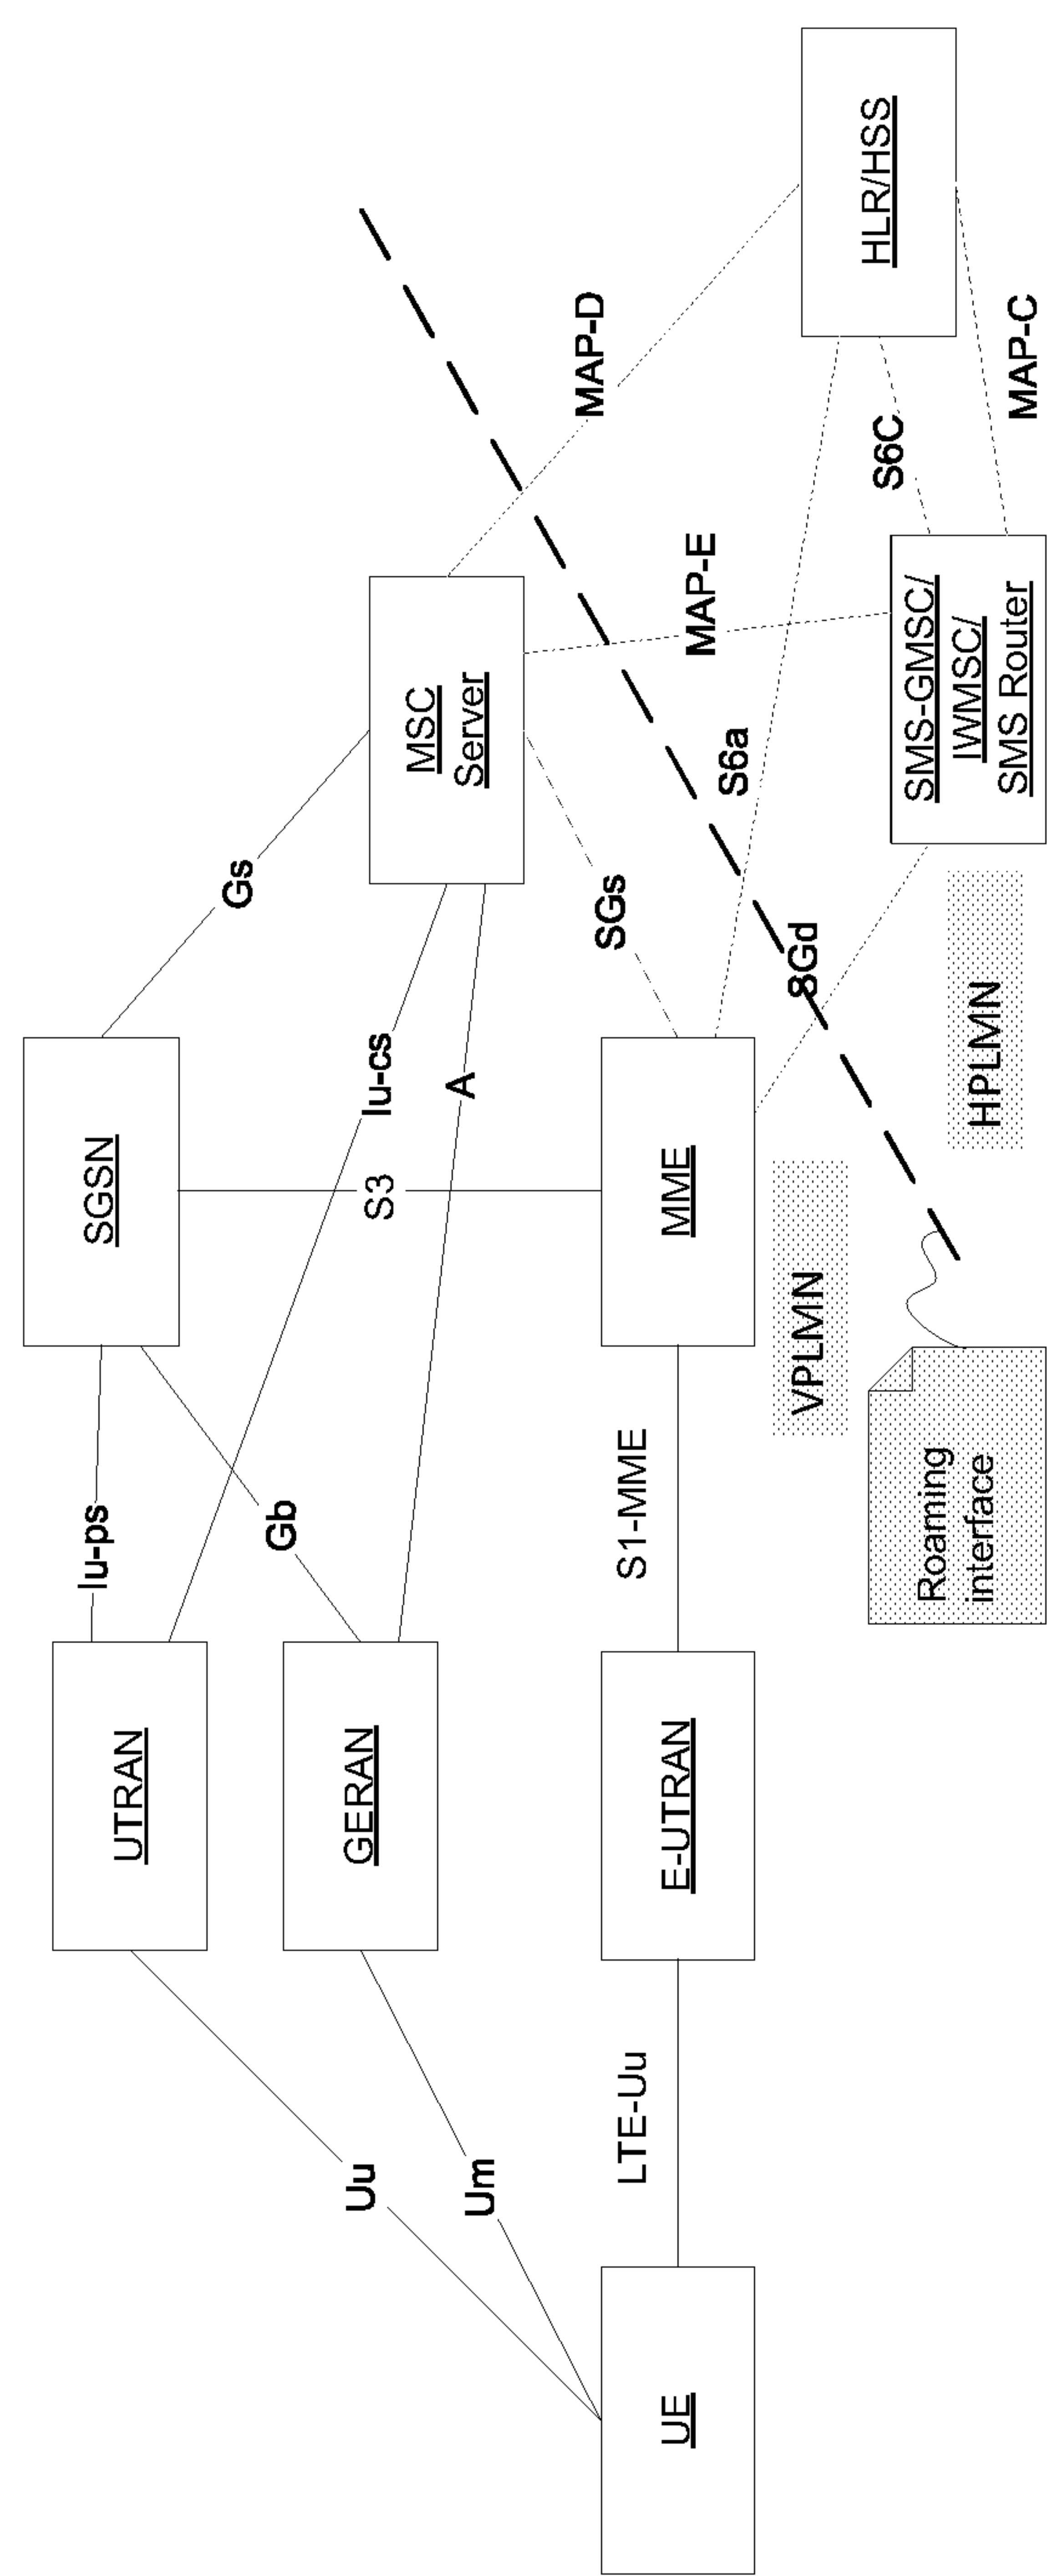 SGSN
Iu-ps
UTRAN
Gs
Gb
Uu
GERAN
Iu-cs
S3
MSC
Server
A
Um
MAP-D
SGs
LTE-Uu
S1-MME
UE
E-UTRAN
MME
MAP-E
S6a
SGd
VPLMN
HLR/HSS
S6C
SMS-GMSC/
IWMSC/
SMS Router
MAP-C
HPLMN
Roaming
interface